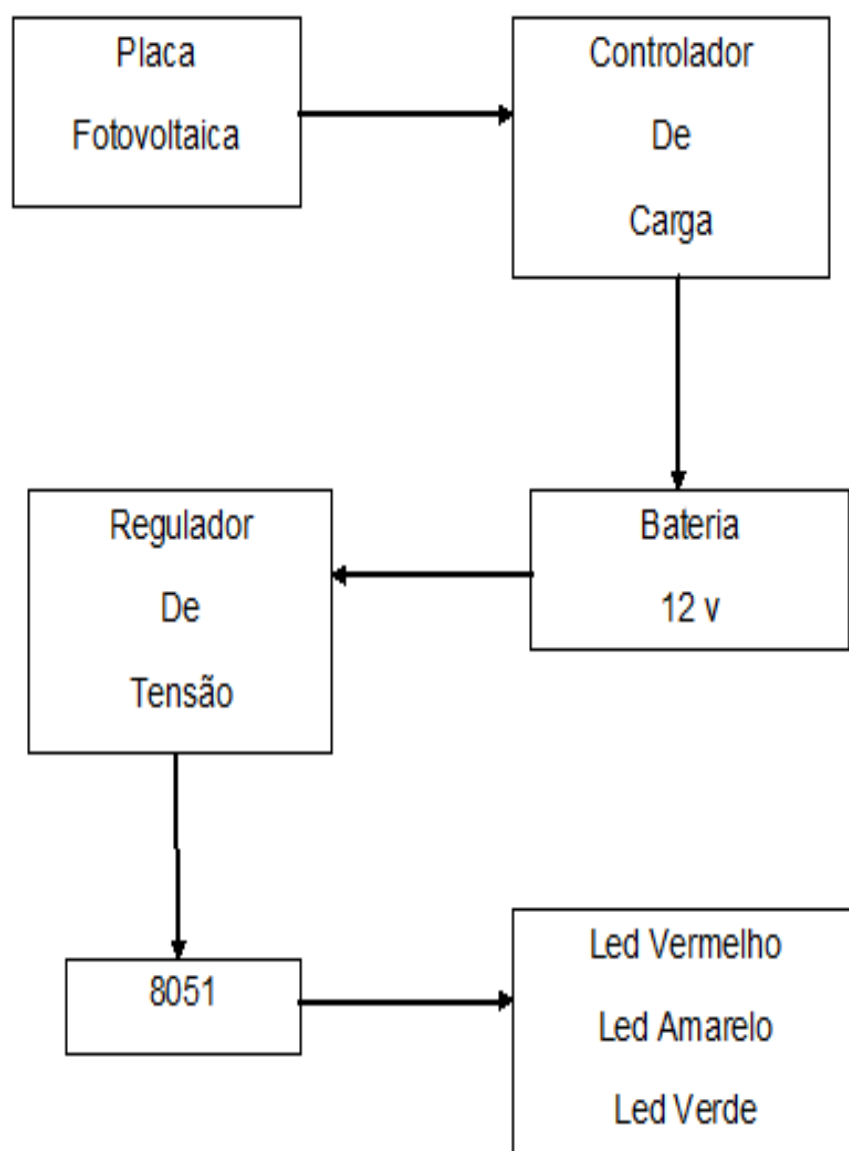 Placa
Fotovoltaica
Controlador
De
Carga
Bateria
12 v
Regulador
De
Tensão
8051
Led Vermelho
Led Amarelo
Led Verde